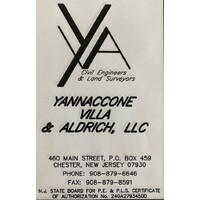 YA
Civil Engineers
& Land Surveyors
YANNACCONE
VILLA
& ALDRICH, LLC
460 MAIN STREET, P.O. BOX 459
CHESTER, NEW JERSEY 07930
PHONE: 908-879-6646
FAX: 908-879-8591
N.J. STATE BOARD FOR P.E. & P.L.S. CERTIFICATE
OF AUTHORIZATION No. 24GA27934500